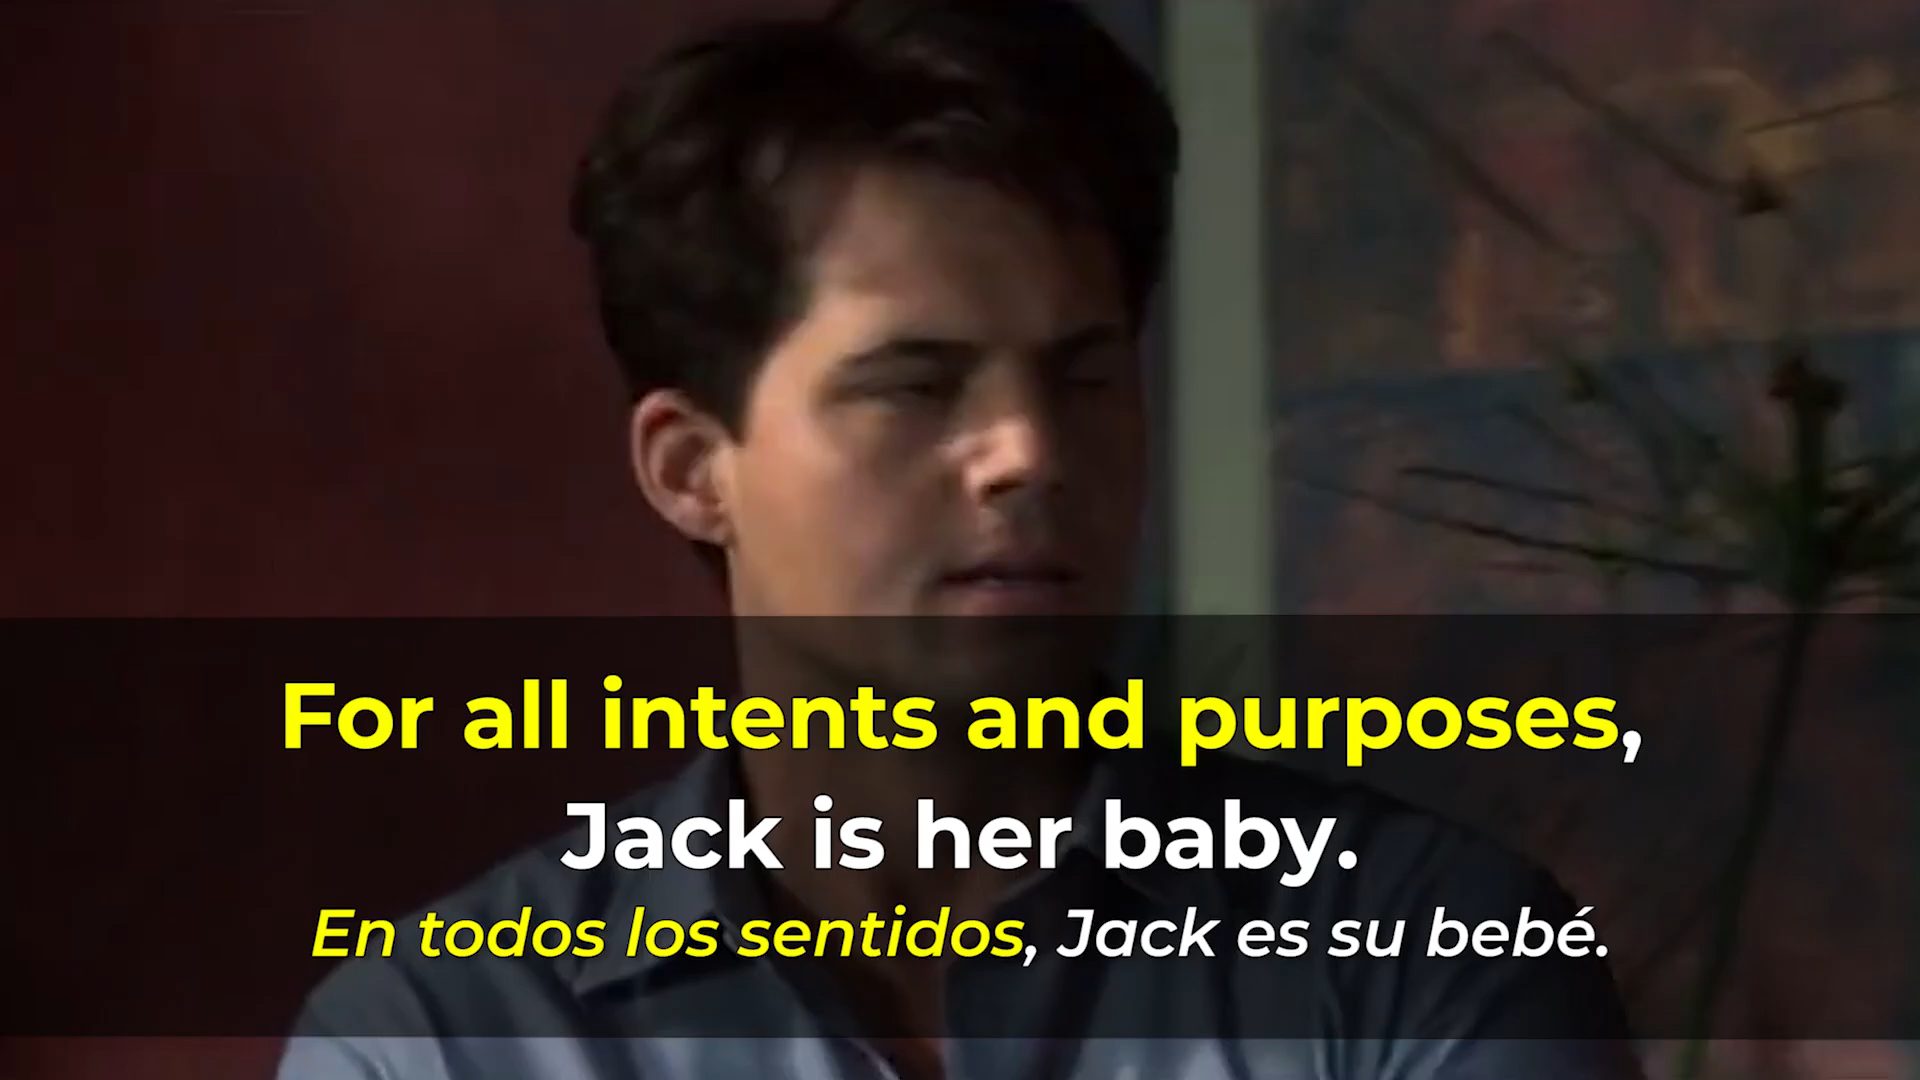 For all intents and purposes,
Jack is her baby.
En todos los sentidos, Jack es su bebé.